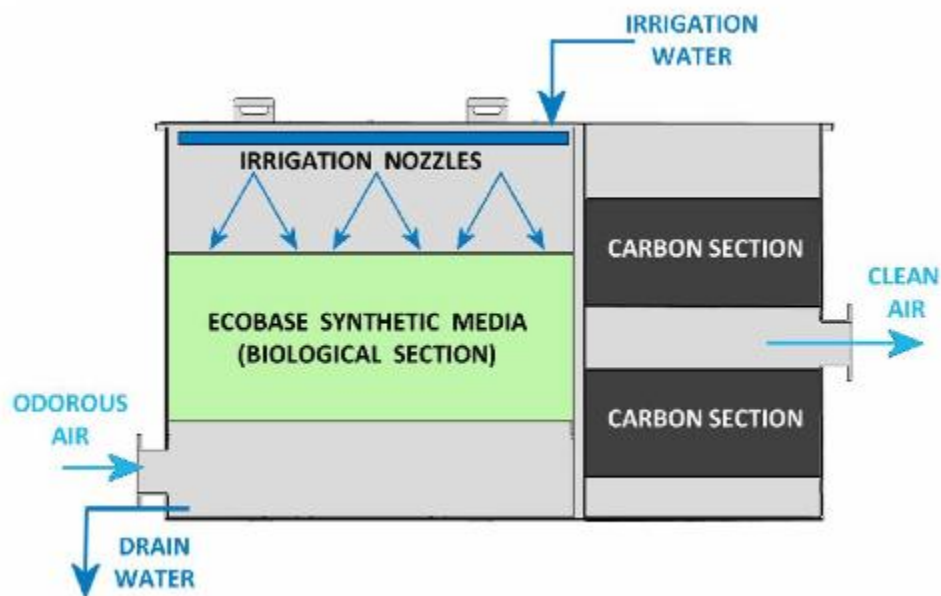 IRRIGATION
WATER
IRRIGATION NOZZLES
CARBON SECTION
CLEAN
AIR
ECOBASE SYNTHETIC MEDIA
(BIOLOGICAL SECTION)
ODOROUS
AIR
CARBON SECTION
DRAIN
WATER